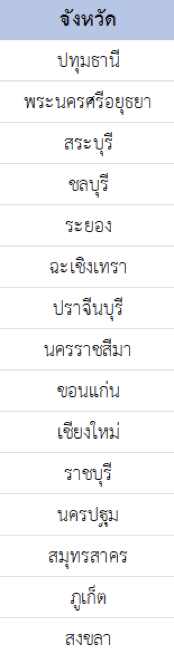 จังหวัด
ปทุมธานี
พระนครศรีอยุธยา
สระบุรี
ชลบุรี
ระยอง
ฉะเชิงเทรา
ปราจีนบุรี
นครราชสีมา
ขอนแก่น
เชียงใหม่
ราชบุรี
นครปฐม
สมุทรสาคร
ภูเก็ต
สงขลา